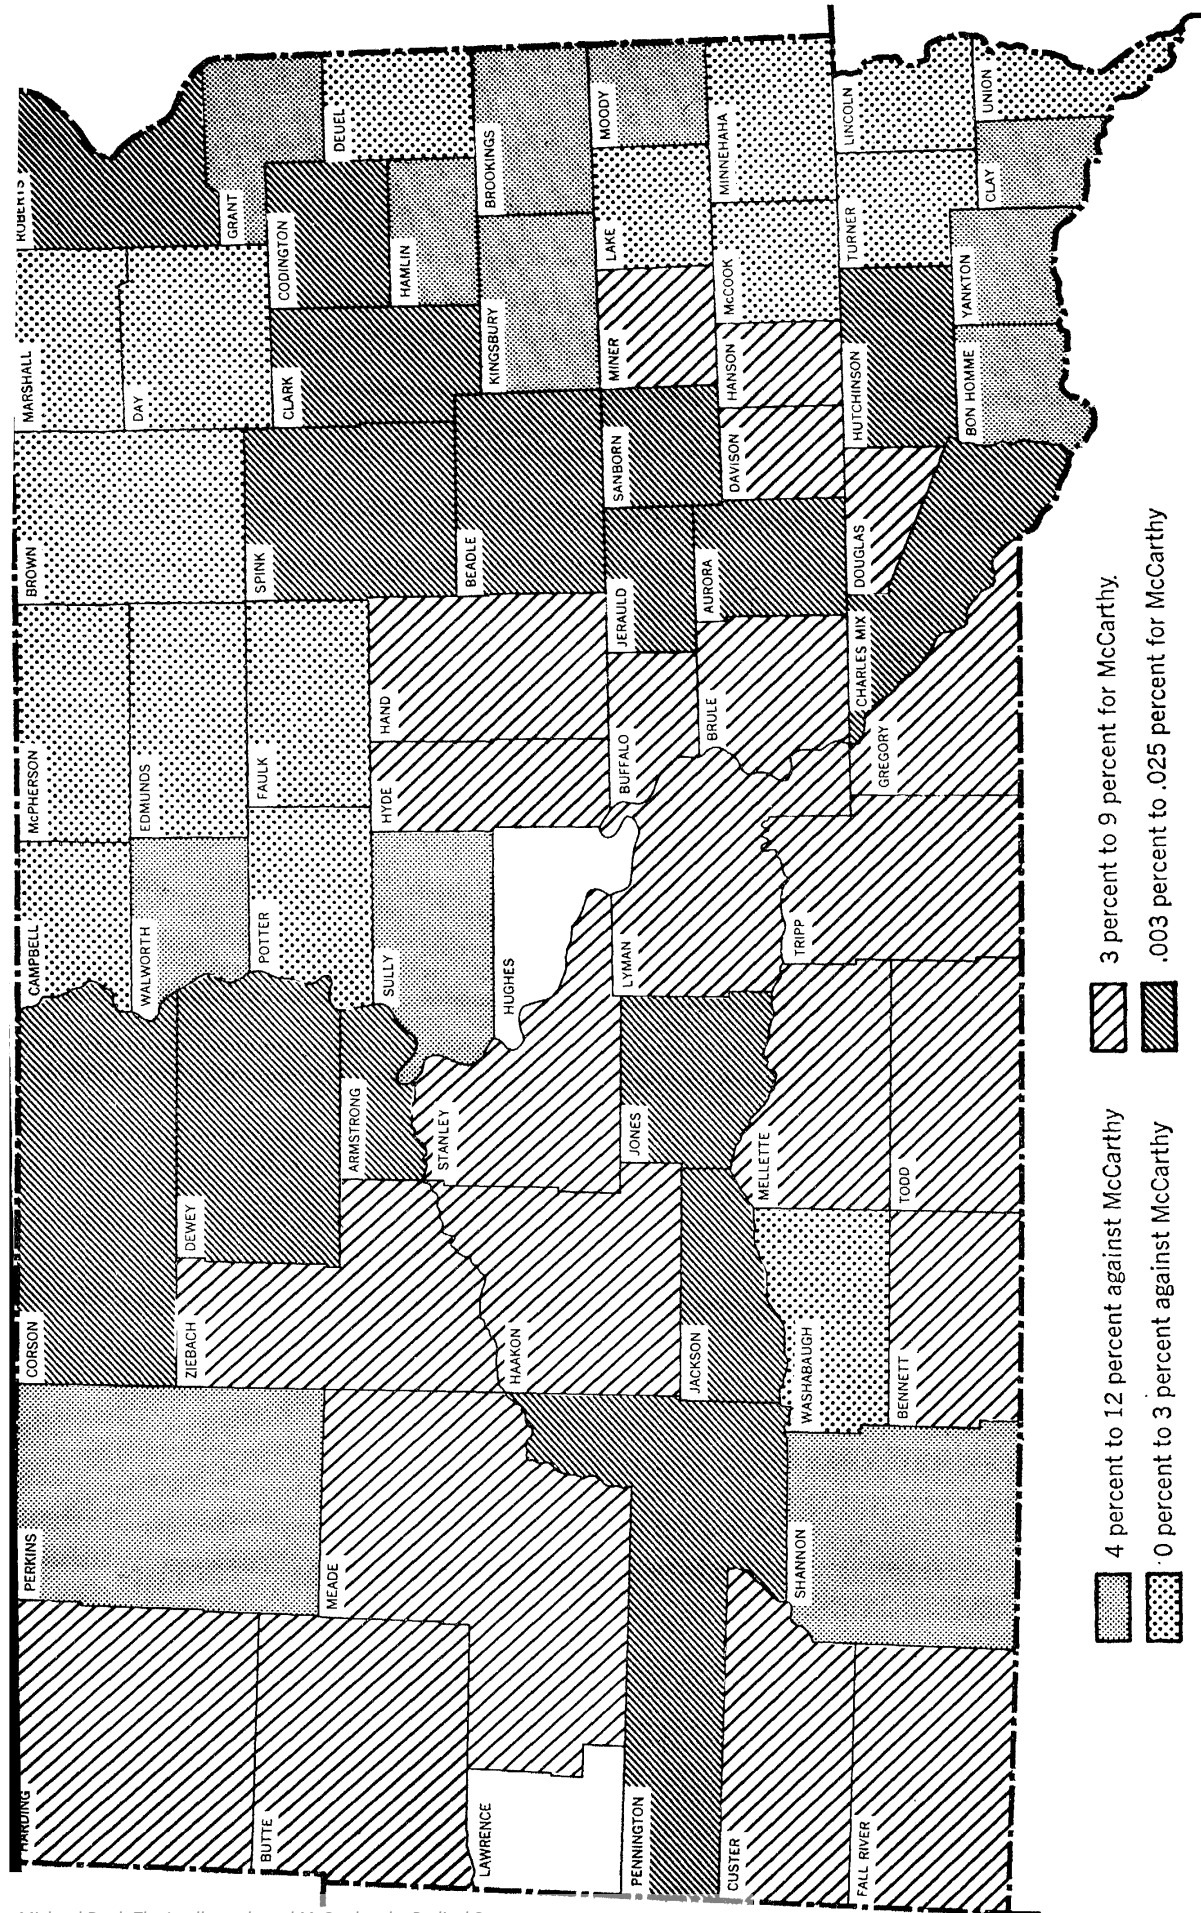 HARDING
PERKINS
CORSON
CAMPBELL
McPHERSON
BROWN
MARSHALL
ROBERTS
WALWORTH
EDMUNDS
DAY
DEWEY
ZIEBACH
BUTTE
POTTER
FAULK
SPINK
CLARK
CODINGTON
GRANT
MEADE
ARMSTRONG
SULLY
HYDE
HAND
HAMLIN
DEUEL
STANLEY
LAWRENCE
HAAKON
HUGHES
BEADLE
KINGSBURY
BROOKINGS
PENNINGTON
JONES
LYMAN
BUFFALO
JERAULD
SANBORN
MINER
LAKE
MOODY
JACKSON
BRULE
AURORA
DAVISON
HANSON
McCOOK
MINNEHAHA
CUSTER
SHANNON
WASHABAUGH
MELLETTE
TRIPP
CHARLES MIX
DOUGLAS
HUTCHINSON
TURNER
LINCOLN
FALL RIVER
BENNETT
TODD
GREGORY
BON HOMME
YANKTON
CLAY
UNION
4 percent to 12 percent against McCarthy
3 percent to 9 percent for McCarthy.
0 percent to 3 percent against McCarthy
.003 percent to .025 percent for McCarthy